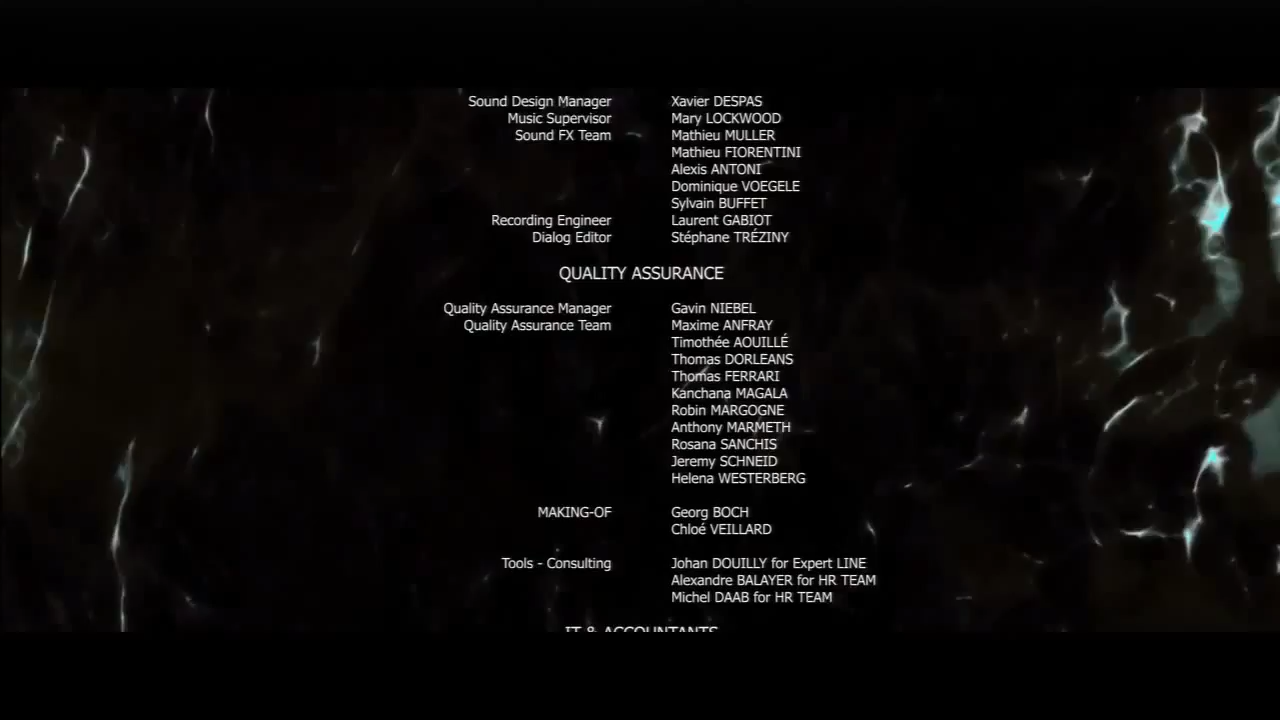 Sound Design Manager Xavier DESPAS
Music Supervisor Mary LOCKWOOD
Sound FX Team Mathieu MULLER
Mathieu FIORENTINI
Alexis ANTONI
Dominique VOEGELE
Sylvain BUFFET
Recording Engineer Laurent GABIOT
Dialog Editor Stéphane TRÉZINY
QUALITY ASSURANCE
Quality Assurance Manager Gavin NIEBEL
Quality Assurance Team Maxime ANFRAY
Timothée AOUILLÉ
Thomas DORLEANS
Thomas FERRARI
Kanchana MAGALA
Robin MARGOGNE
Anthony MARMETH
Rosana SANCHIS
Jeremy SCHNEID
Helena WESTERBERG
MAKING-OF Georg BOCH
Chloé VEILLARD
Tools - Consulting Johan DOUILLY for Expert LINE
Alexandre BALAYER for HR TEAM
Michel DAAB for HR TEAM
IT & ACCOUNTANTS